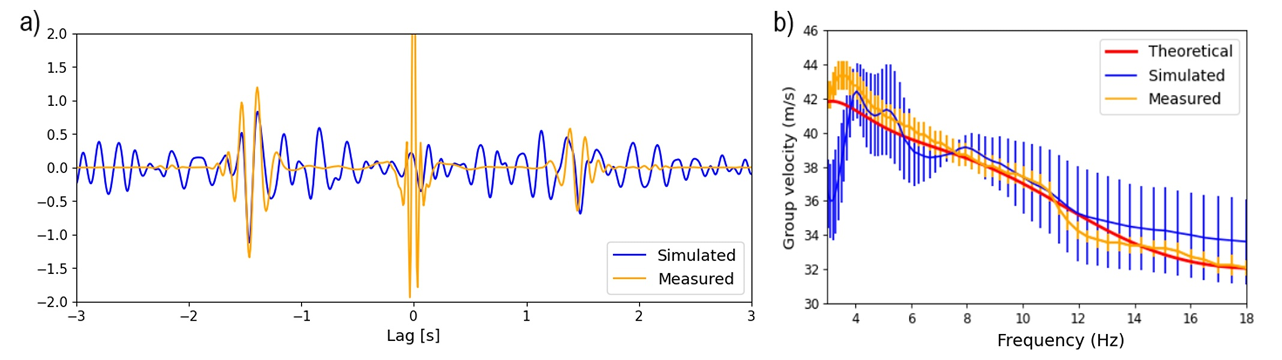 a)
2.0
1.5
1.0
0.5
0.0
−0.5
−1.0
−1.5
−2.0
−3 −2 −1 0 1 2 3
Lag [s]
Simulated
Measured
b)
46
44
42
40
38
36
34
32
30
Group velocity (m/s)
4 6 8 10 12 14 16 18
Frequency (Hz)
Theoretical
Simulated
Measured